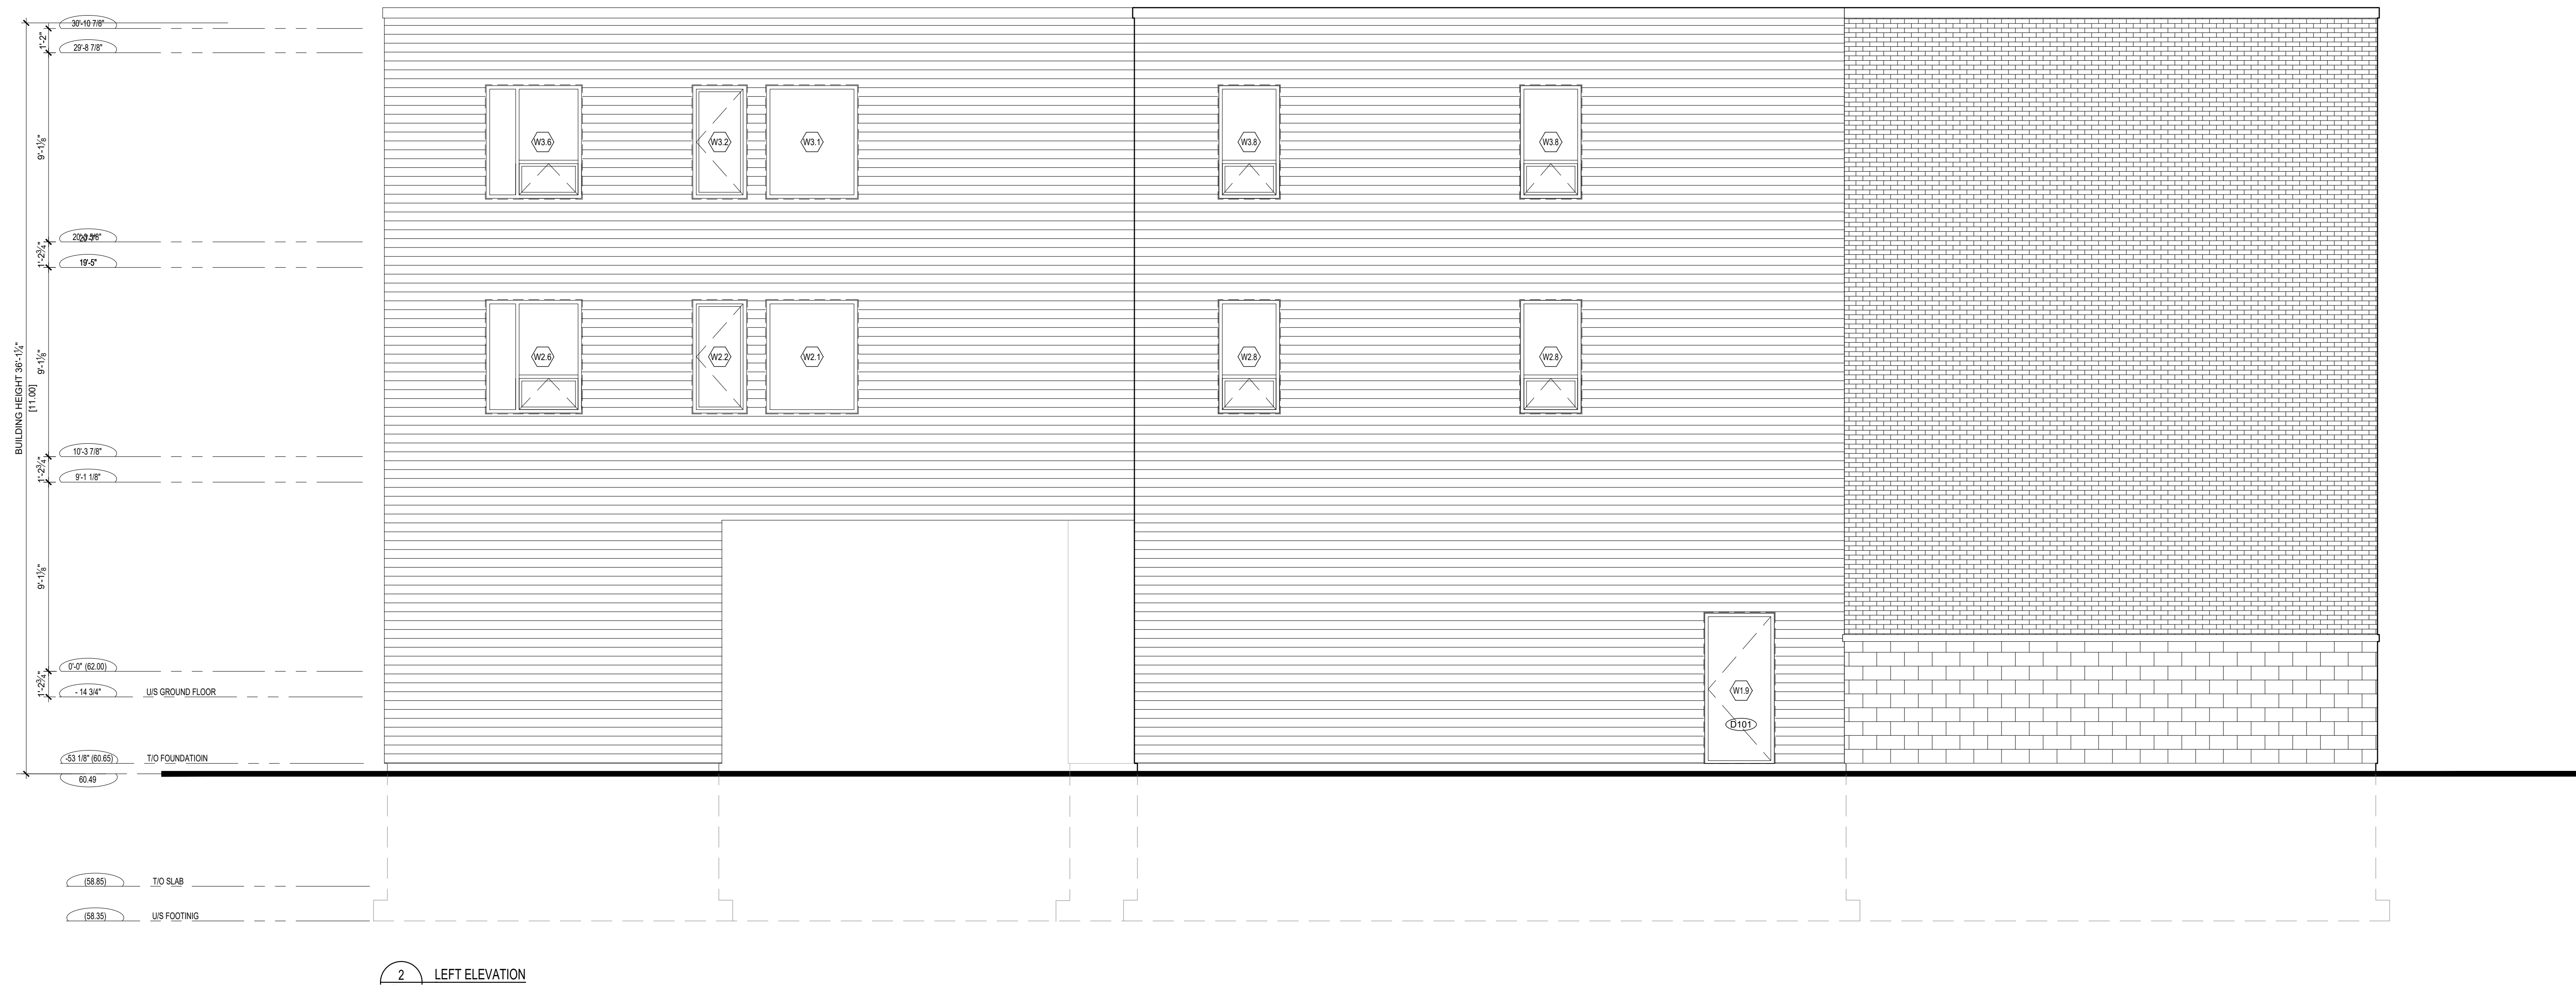 30'-10 7/8"
1'-2"
29'-8 7/8"
9'-1⅛"
W3.6
W3.2
W3.1
W3.8
W3.8
1'-2¾"
19'-5"
BUILDING HEIGHT 36'-1¼"
[11.00]
9'-1⅛"
W2.6
W2.2
W2.1
W2.8
W2.8
10'-3 7/8"
1'-2¾"
9'-1 1/8"
9'-1⅛"
0'-0" (62.00)
1'-2¾"
- 14 3/4" U/S GROUND FLOOR
W1.9
D101
-53 1/8" (60.65) T/O FOUNDATIOIN
60.49
(58.85) T/O SLAB
(58.35) U/S FOOTINIG
2 LEFT ELEVATION